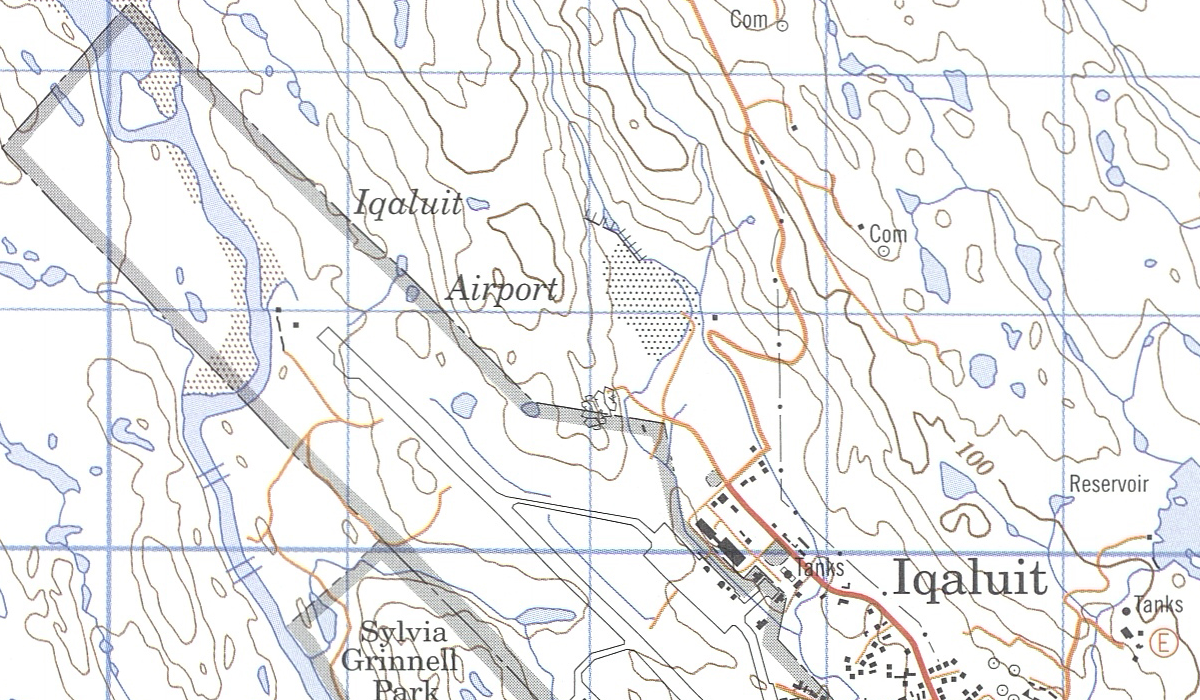 Com
Iqaluit
Com
Airport
100
Reservoir
Tanks
Iqaluit
Tanks
E
Sylvia
Grinnell
Park